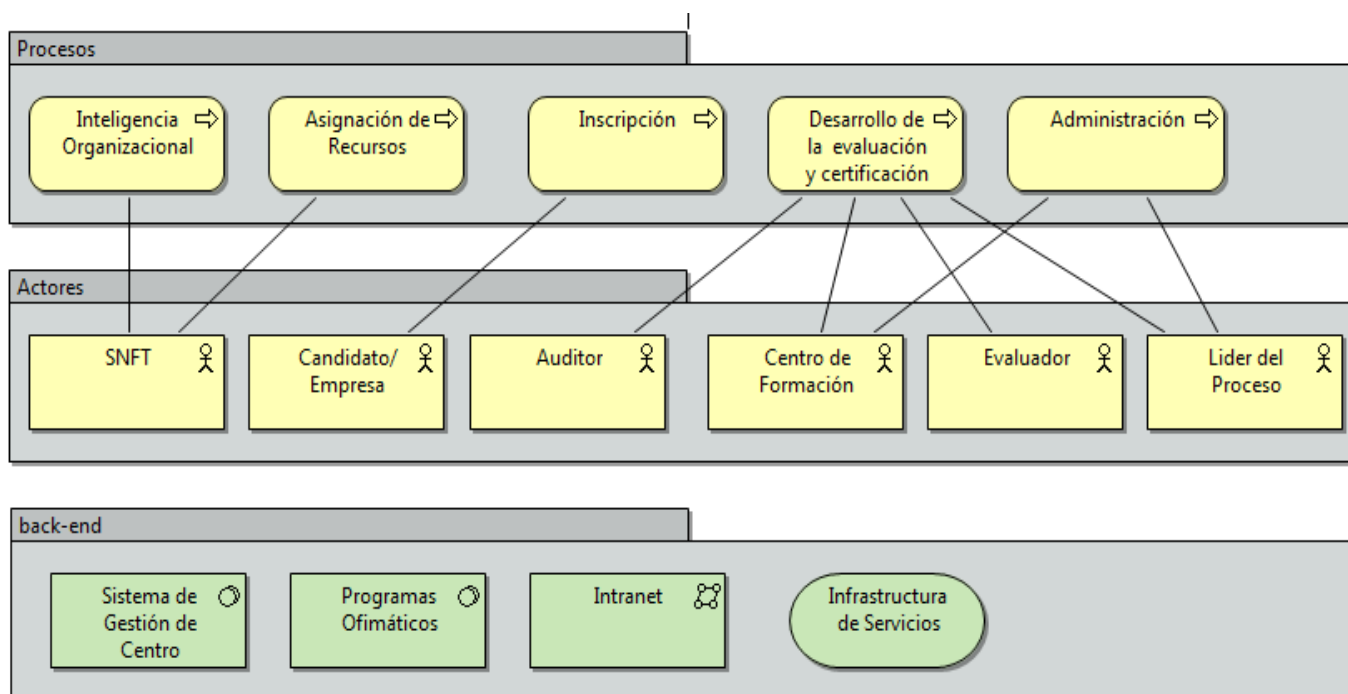 Procesos
Inteligencia
Organizacional
Asignación de
Recursos
Inscripción
Desarrollo de
la evaluación
y certificación
Administración
Actores
SNFT
Candidato/
Empresa
Auditor
Centro de
Formación
Evaluador
Lider del
Proceso
back-end
Sistema de
Gestión de
Centro
Programas
Ofimáticos
Intranet
Infrastructura
de Servicios